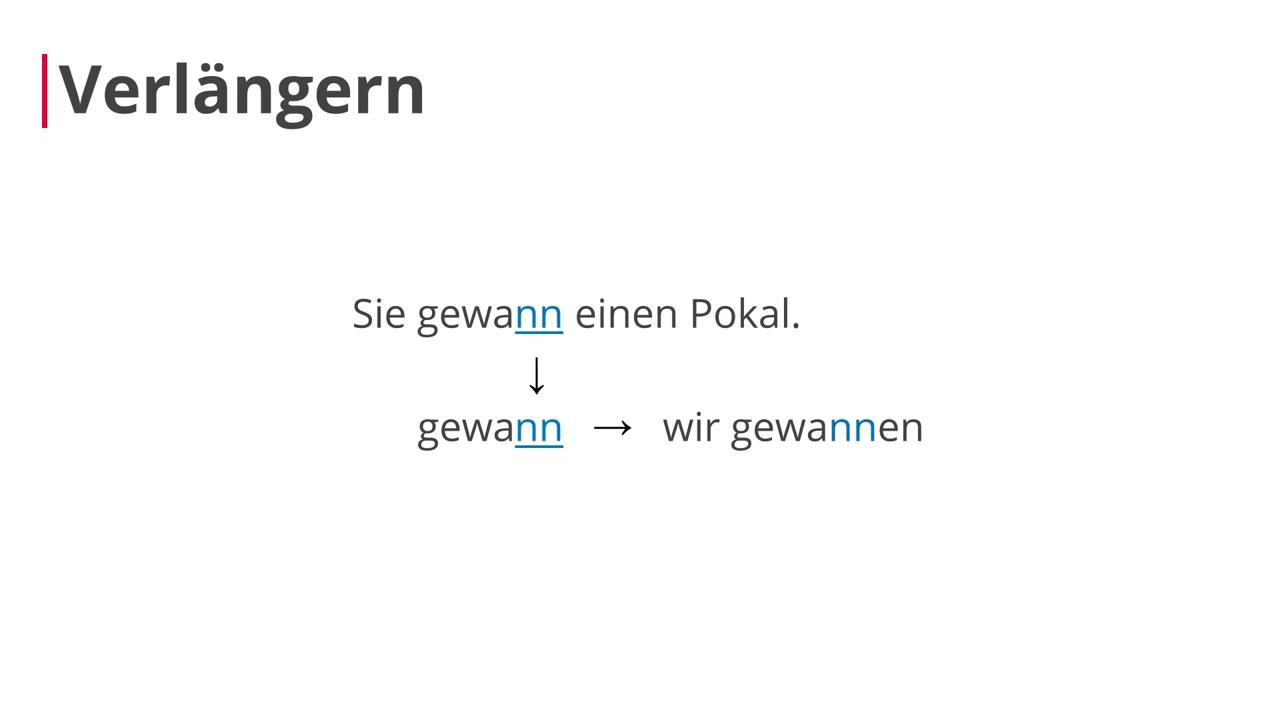 Verlängern
Sie gewann einen Pokal.
↓
gewann → wir gewannen